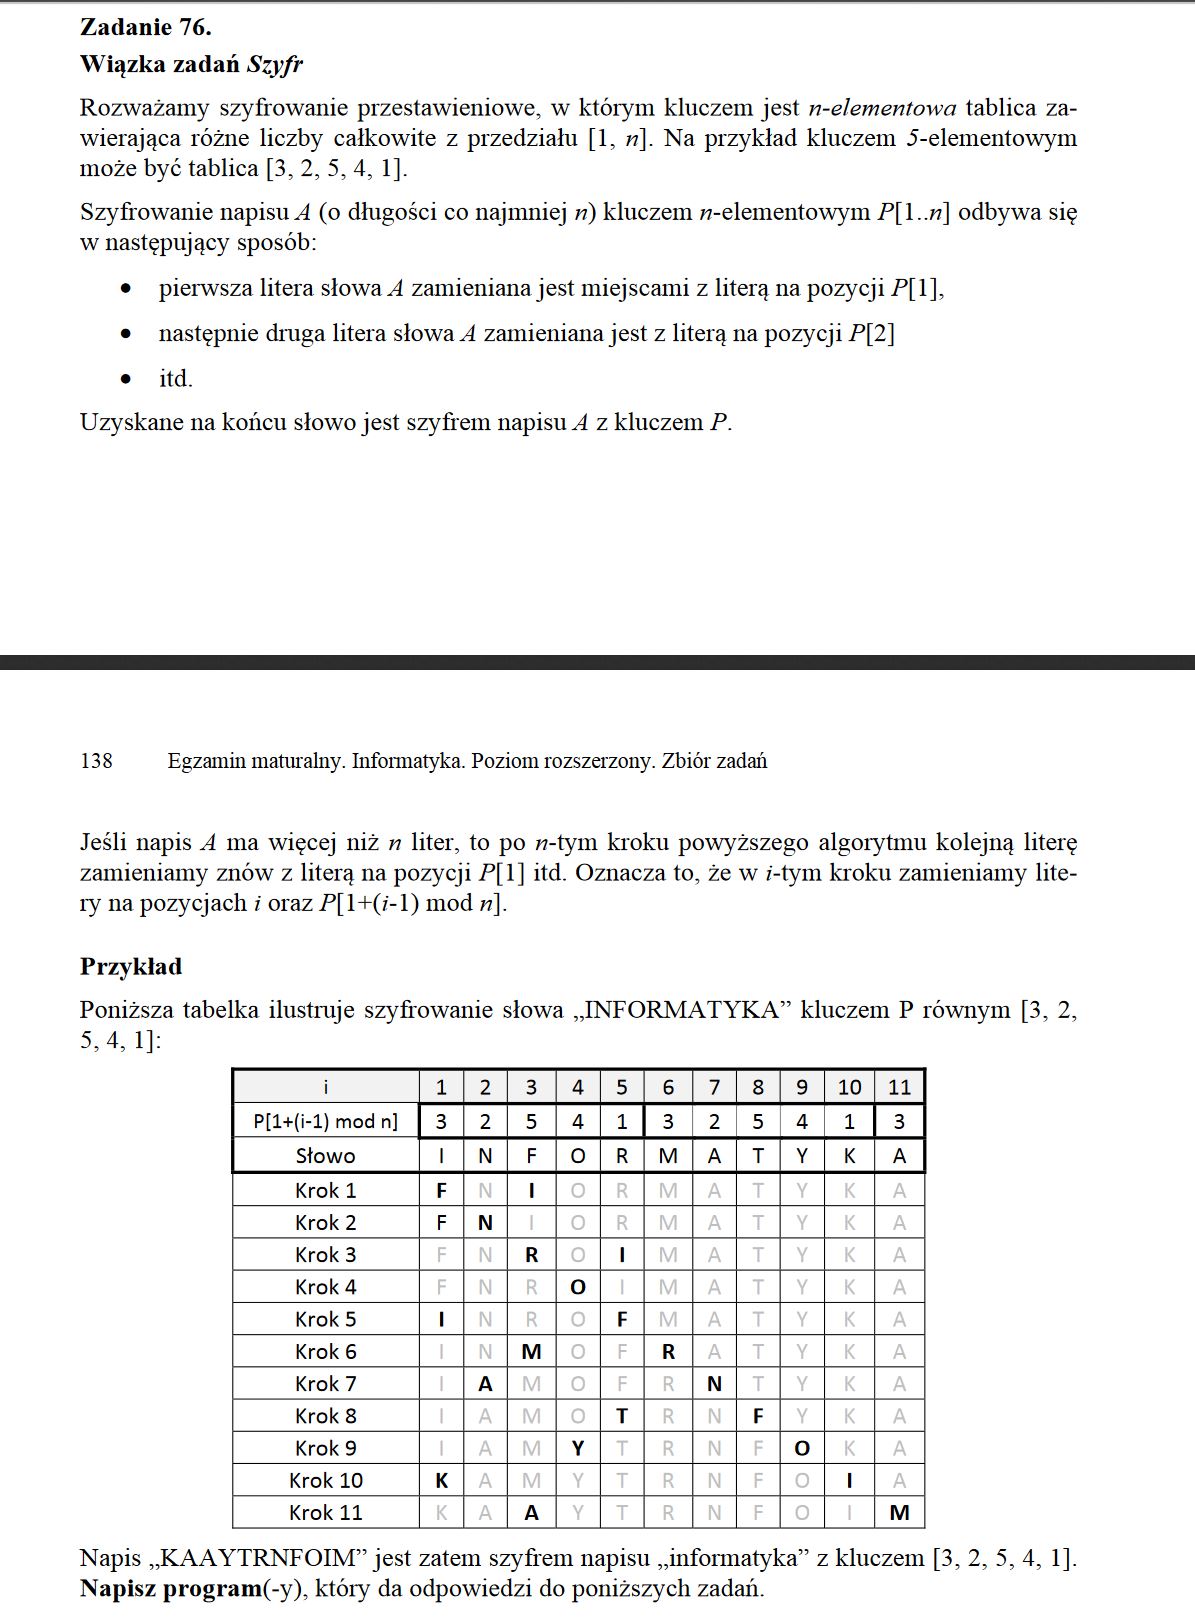 Zadanie 76.
Wiązka zadań Szyfr
Rozważamy szyfrowanie przestawieniowe, w którym kluczem jest n-elementowa tablica za-
wierająca różne liczby całkowite z przedziału [1, n]. Na przykład kluczem 5-elementowym
może być tablica [3, 2, 5, 4, 1].
Szyfrowanie napisu A (o długości co najmniej n) kluczem n-elementowym P[1..n] odbywa się
w następujący sposób:
• pierwsza litera słowa A zamieniana jest miejscami z literą na pozycji P[1],
• następnie druga litera słowa A zamieniana jest z literą na pozycji P[2]
• itd.
Uzyskane na końcu słowo jest szyfrem napisu A z kluczem P.
138 Egzamin maturalny. Informatyka. Poziom rozszerzony. Zbiór zadań
Jeśli napis A ma więcej niż n liter, to po n-tym kroku powyższego algorytmu kolejną literę
zamieniamy znów z literą na pozycji P[1] itd. Oznacza to, że w i-tym kroku zamieniamy lite-
ry na pozycjach i oraz P[1+(i-1) mod n].
Przykład
Poniższa tabelka ilustruje szyfrowanie słowa „INFORMATYKA” kluczem P równym [3, 2,
5, 4, 1]:
i 1 2 3 4 5 6 7 8 9 10 11
P[1+(i-1) mod n] 3 2 5 4 1 3 2 5 4 1 3
Słowo I N F O R M A T Y K A
Krok 1 F N I O R M A T Y K A
Krok 2 F N I O R M A T Y K A
Krok 3 F N R O I M A T Y K A
Krok 4 F N R O I M A T Y K A
Krok 5 I N R O F M A T Y K A
Krok 6 I N M O F R A T Y K A
Krok 7 I A M O F R N T Y K A
Krok 8 I A M O T R N F Y K A
Krok 9 I A M Y T R N F O K A
Krok 10 K A M Y T R N F O I A
Krok 11 K A A Y T R N F O I M
Napis „KAAYTRNFOIM” jest zatem szyfrem napisu „informatyka” z kluczem [3, 2, 5, 4, 1].
Napisz program(-y), który da odpowiedzi do poniższych zadań.